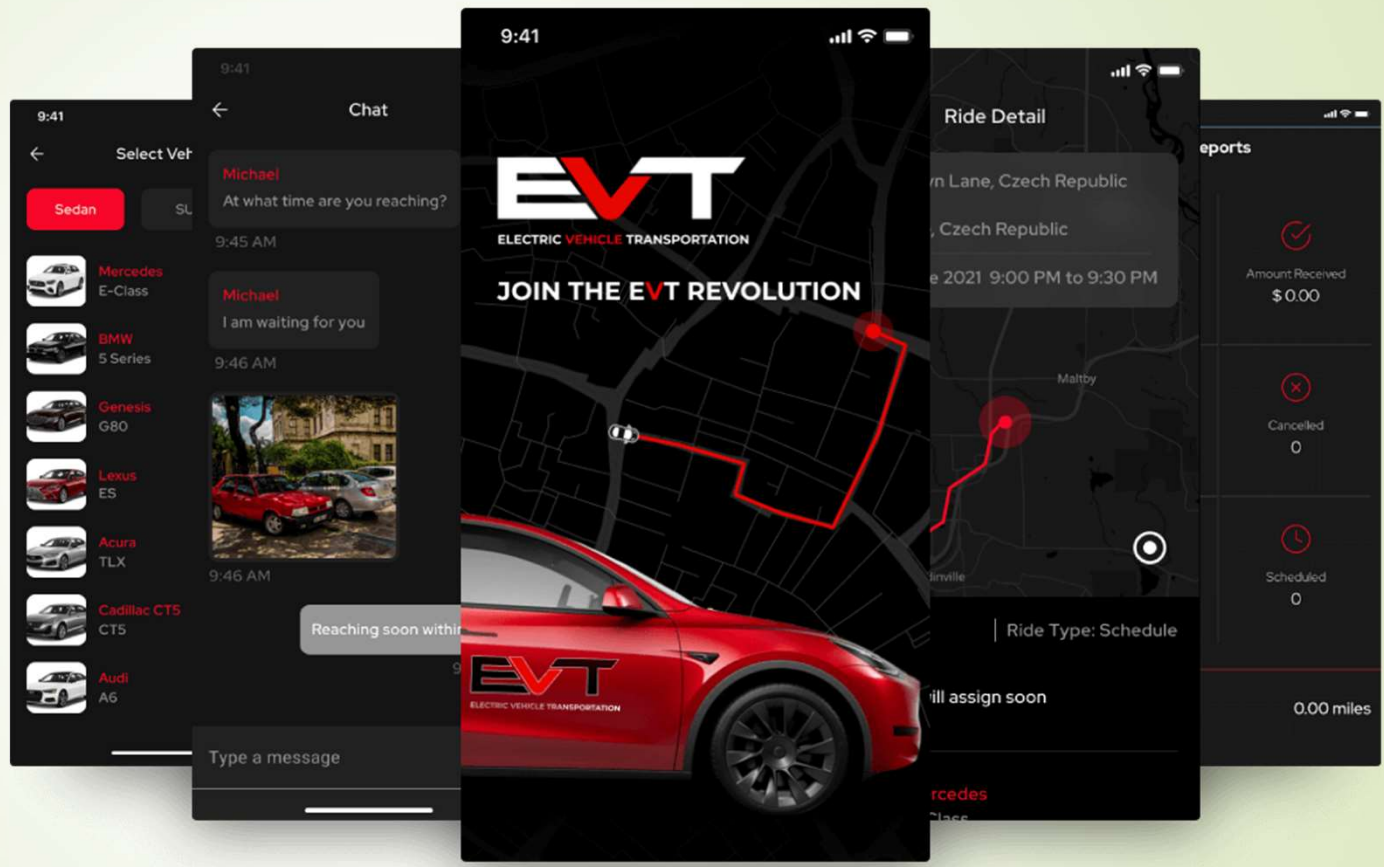 9:41
Select Veh
Sedan
SU
Mercedes
E-Class
BMW
5 Series
Genesis
G80
Lexus
ES
Acura
TLX
Cadillac CT5
CT5
Audi
A6
9:41
Chat
Michael
At what time are you reaching?
9:45 AM
Michael
I am waiting for you
9:46 AM
9:46 AM
Reaching soon within
9
Type a message
9:41
EVT
ELECTRIC VEHICLE TRANSPORTATION
JOIN THE EVT REVOLUTION
EVT
ELECTRIC VEHICLE TRANSPORTATION
Ride Detail
n Lane, Czech Republic
, Czech Republic
e 2021 9:00 PM to 9:30 PM
Maltby
dinville
Ride Type: Schedule
ill assign soon
rcedes
Class
eports
Amount Received
$ 0.00
Cancelled
0
Scheduled
0
0.00 miles